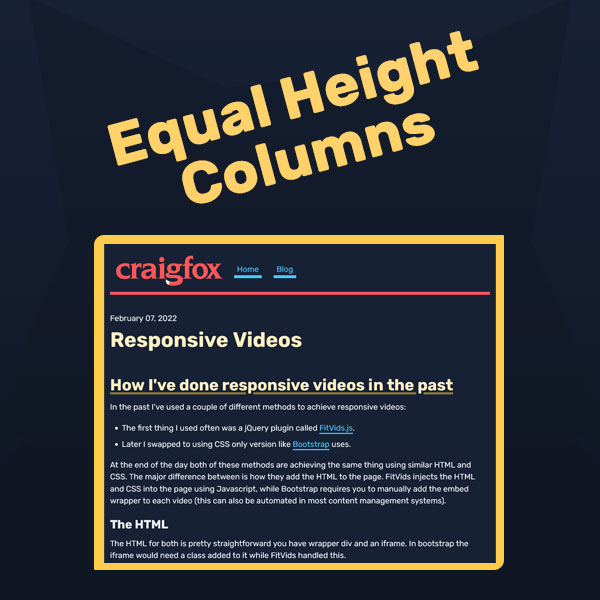 Equal Height
Columns
craigfox
Home
Blog
February 07, 2022
Responsive Videos
How I've done responsive videos in the past
In the past I've used a couple of different methods to achieve responsive videos:
• The first thing I used often was a jQuery plugin called FitVids.js.
• Later I swapped to using CSS only version like Bootstrap uses.
At the end of the day both of these methods are achieving the same thing using similar HTML and
CSS. The major difference between is how they add the HTML to the page. FitVids injects the HTML
and CSS into the page using Javascript, while Bootstrap requires you to manually add the embed
wrapper to each video (this can also be automated in most content management systems).
The HTML
The HTML for both is pretty straightforward you have wrapper div and an iframe. In bootstrap the
iframe would need a class added to it while FitVids handled this.